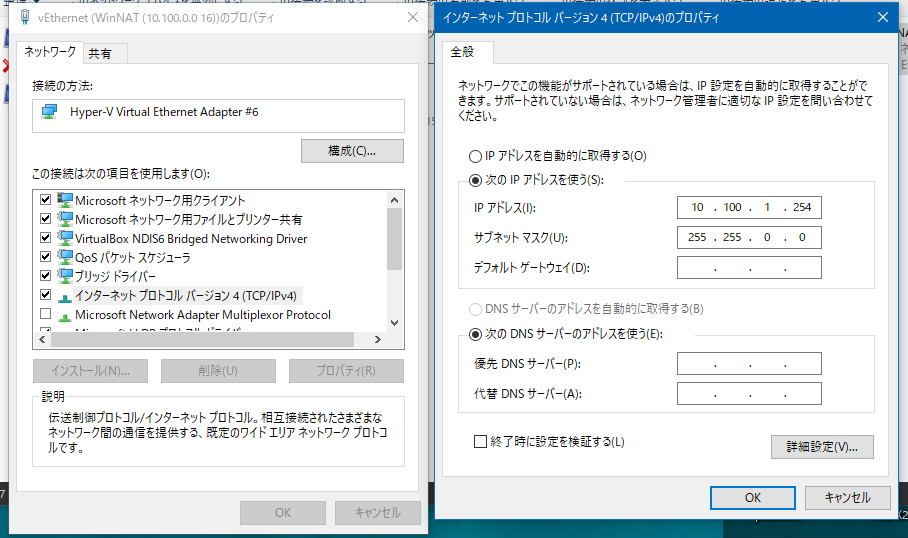 vEthernet (WinNAT (10.100.0.0 16))のプロパティ
ネットワーク
共有
接続の方法:
Hyper-V Virtual Ethernet Adapter #6
構成(C)...
この接続は次の項目を使用します(O):
Microsoft ネットワーク用クライアント
Microsoft ネットワーク用ファイルとプリンター共有
VirtualBox NDIS6 Bridged Networking Driver
QoS パケット スケジューラ
ブリッジ ドライバー
インターネット プロトコル バージョン 4 (TCP/IPv4)
Microsoft Network Adapter Multiplexor Protocol
インストール(N)...
削除(U)
プロパティ(R)
説明
伝送制御プロトコル/インターネット プロトコル。相互接続されたさまざまな
ネットワーク間の通信を提供する、既定のワイド エリア ネットワーク プロトコ
ルです。
OK
キャンセル
インターネット プロトコル バージョン 4 (TCP/IPv4)のプロパティ
全般
ネットワークでこの機能がサポートされている場合は、IP 設定を自動的に取得することがで
きます。サポートされていない場合は、ネットワーク管理者に適切な IP 設定を問い合わせて
ください。
IP アドレスを自動的に取得する(O)
次の IP アドレスを使う(S):
IP アドレス(I):
10 . 100 . 1 . 254
サブネット マスク(U):
255 . 255 . 0 . 0
デフォルト ゲートウェイ(D):
. . .
DNS サーバーのアドレスを自動的に取得する(B)
次の DNS サーバーのアドレスを使う(E):
優先 DNS サーバー(P):
. . .
代替 DNS サーバー(A):
. . .
終了時に設定を検証する(L)
詳細設定(V)...
OK
キャンセル